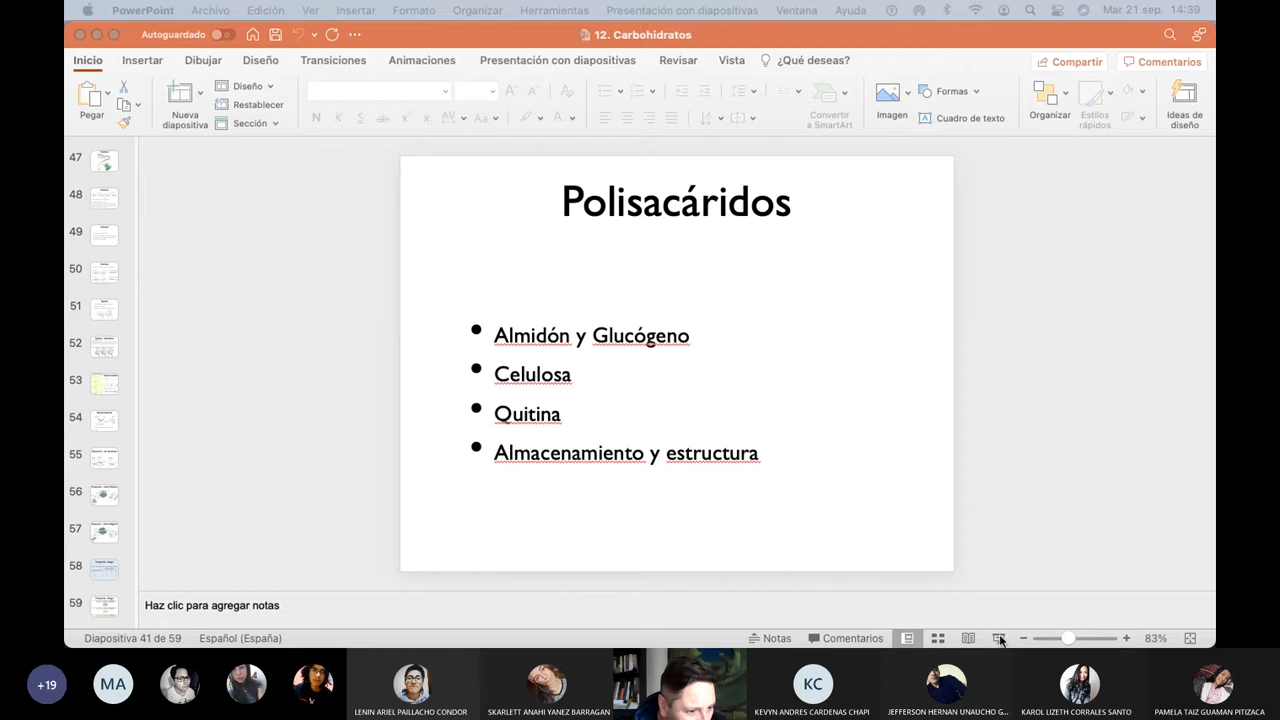 PowerPoint Archivo Edición Ver Insertar Formato Organizar Herramientas Presentación con diapositivas Ventana Ayuda Mar 21 sep. 14:39
Autoguardado 12. Carbohidratos
Inicio Insertar Dibujar Diseño Transiciones Animaciones Presentación con diapositivas Revisar Vista ¿Qué deseas? Compartir Comentarios
Pegar
Nueva diapositiva
Diseño
Restablecer
Sección
Convertir a SmartArt
Imagen
Formas
Cuadro de texto
Organizar
Estilos rápidos
Ideas de diseño
47
48
49
50
51
52
53
54
55
56
57
58
59
Polisacáridos
• Almidón y Glucógeno
• Celulosa
• Quitina
• Almacenamiento y estructura
Haz clic para agregar notas
Diapositiva 41 de 59 Español (España) Notas Comentarios 83%
+19 MA KC
LENIN ARIEL PAILLACHO CONDOR SKARLETT ANAHI YANEZ BARRAGAN KEVYN ANDRES CARDENAS CHAPI JEFFERSON HERNAN UNAUCHO G... KAROL LIZETH CORRALES SANTO PAMELA TAIZ GUAMAN PITIZACA